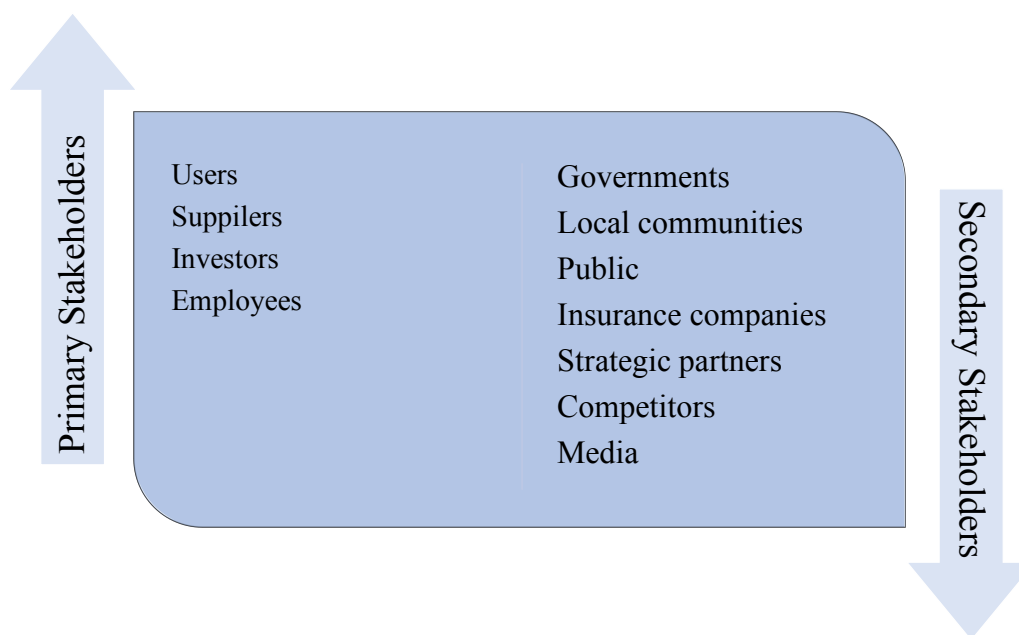 Primary Stakeholders
Users
Suppilers
Investors
Employees
Governments
Local communities
Public
Insurance companies
Strategic partners
Competitors
Media
Secondary Stakeholders